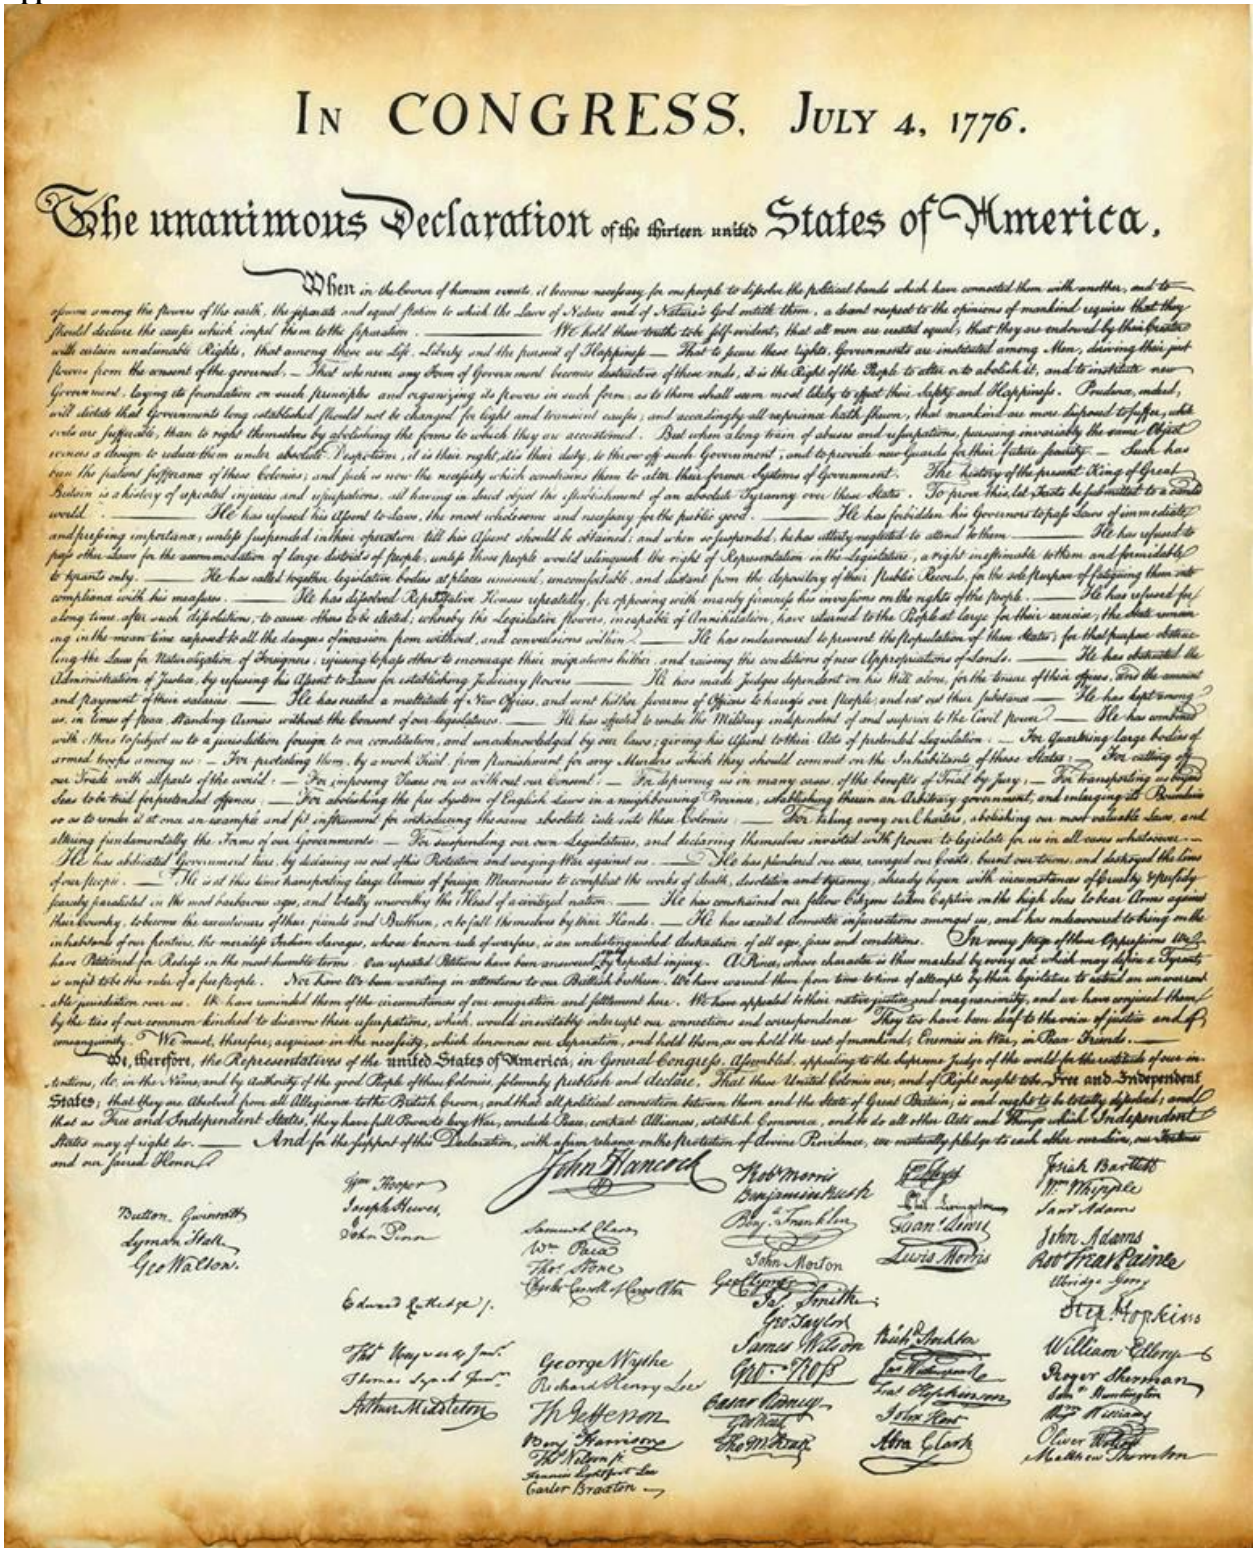 IN CONGRESS, JULY 4, 1776.
The unanimous Declaration of the thirteen united States of America,
When in the Course of human events, it becomes necessary for one people to dissolve the political bands which have connected them with another, and to
assume among the powers of the earth, the separate and equal station to which the Laws of Nature and of Nature's God entitle them, a decent respect to the opinions of mankind requires that they
should declare the causes which impel them to the separation. We hold these truths to be self-evident, that all men are created equal, that they are endowed by their Creator
with certain unalienable Rights, that among these are Life, Liberty and the pursuit of Happiness — That to secure these rights, Governments are instituted among Men, deriving their just
powers from the consent of the governed, — That whenever any Form of Government becomes destructive of these ends, it is the Right of the People to alter or to abolish it, and to institute new
Government, laying its foundation on such principles and organizing its powers in such form, as to them shall seem most likely to effect their Safety and Happiness. Prudence, indeed,
will dictate that Governments long established should not be changed for light and transient causes; and accordingly all experience hath shewn, that mankind are more disposed to suffer, while
evils are sufferable, than to right themselves by abolishing the forms to which they are accustomed. But when a long train of abuses and usurpations, pursuing invariably the same Object
evinces a design to reduce them under absolute Despotism, it is their right, it is their duty, to throw off such Government, and to provide new Guards for their future security. — Such has
been the patient sufferance of these Colonies; and such is now the necessity which constrains them to alter their former Systems of Government. The history of the present King of Great
Britain is a history of repeated injuries and usurpations, all having in direct object the establishment of an absolute Tyranny over these States. To prove this, let Facts be submitted to a candid
world. He has refused his Assent to Laws, the most wholesome and necessary for the public good. He has forbidden his Governors to pass Laws of immediate
and pressing importance, unless suspended in their operation till his Assent should be obtained; and when so suspended, he has utterly neglected to attend to them. He has refused to
pass other Laws for the accommodation of large districts of people, unless those people would relinquish the right of Representation in the Legislature, a right inestimable to them and formidable
to tyrants only. He has called together legislative bodies at places unusual, uncomfortable, and distant from the depository of their Public Records, for the sole purpose of fatiguing them into
compliance with his measures. He has dissolved Representative Houses repeatedly, for opposing with manly firmness his invasions on the rights of the people. He has refused for
a long time, after such dissolutions, to cause others to be elected; whereby the Legislative powers, incapable of Annihilation, have returned to the People at large for their exercise; the State remain
ing in the mean time exposed to all the dangers of invasion from without, and convulsions within. He has endeavoured to prevent the population of these States; for that purpose obstruc
ting the Laws for Naturalization of Foreigners; refusing to pass others to encourage their migrations hither, and raising the conditions of new Appropriations of Lands. He has obstructed the
Administration of Justice, by refusing his Assent to Laws for establishing Judiciary powers. He has made Judges dependent on his Will alone, for the tenure of their offices, and the amount
and payment of their salaries. He has erected a multitude of New Offices, and sent hither swarms of Officers to harrass our people, and eat out their substance. He has kept among
us, in times of peace, Standing Armies without the Consent of our legislatures. He has affected to render the Military independent of and superior to the Civil power. He has combined
with others to subject us to a jurisdiction foreign to our constitution, and unacknowledged by our laws; giving his Assent to their Acts of pretended Legislation: For Quartering large bodies of
armed troops among us: — For protecting them, by a mock Trial, from punishment for any Murders which they should commit on the Inhabitants of these States: — For cutting off
our Trade with all parts of the world: — For imposing Taxes on us without our Consent: — For depriving us in many cases, of the benefits of Trial by Jury: — For transporting us beyond
Seas to be tried for pretended offences: — For abolishing the free System of English Laws in a neighbouring Province, establishing therein an Arbitrary government, and enlarging its Boundaries
so as to render it at once an example and fit instrument for introducing the same absolute rule into these Colonies: — For taking away our Charters, abolishing our most valuable Laws, and
altering fundamentally the Forms of our Governments: — For suspending our own Legislatures, and declaring themselves invested with power to legislate for us in all cases whatsoever. —
He has abdicated Government here, by declaring us out of his Protection and waging War against us. He has plundered our seas, ravaged our Coasts, burnt our towns, and destroyed the lives
of our people. He is at this time transporting large Armies of foreign Mercenaries to compleat the works of death, desolation and tyranny, already begun with circumstances of Cruelty & perfidy
scarcely paralleled in the most barbarous ages, and totally unworthy the Head of a civilized nation. He has constrained our fellow Citizens taken Captive on the high Seas to bear Arms against
their Country, to become the executioners of their friends and Brethren, or to fall themselves by their Hands. He has excited domestic insurrections amongst us, and has endeavoured to bring on the
inhabitants of our frontiers, the merciless Indian Savages, whose known rule of warfare, is an undistinguished destruction of all ages, sexes and conditions. In every stage of these Oppressions We
have Petitioned for Redress in the most humble terms: Our repeated Petitions have been answered only by repeated injury. A Prince, whose character is thus marked by every act which may define a Tyrant,
is unfit to be the ruler of a free people. Nor have We been wanting in attentions to our Brittish brethren. We have warned them from time to time of attempts by their legislature to extend an unwarrant
able jurisdiction over us. We have reminded them of the circumstances of our emigration and settlement here. We have appealed to their native justice and magnanimity, and we have conjured them
by the ties of our common kindred to disavow these usurpations, which, would inevitably interrupt our connections and correspondence They too have been deaf to the voice of justice and of
consanguinity. We must, therefore, acquiesce in the necessity, which denounces our Separation, and hold them, as we hold the rest of mankind, Enemies in War, in Peace Friends.
We, therefore, the Representatives of the united States of America, in General Congress, Assembled, appealing to the Supreme Judge of the world for the rectitude of our in-
tentions, do, in the Name, and by Authority of the good People of these Colonies, solemnly publish and declare, That these United Colonies are, and of Right ought to be Free and Independent
States; that they are Absolved from all Allegiance to the British Crown, and that all political connection between them and the State of Great Britain, is and ought to be totally dissolved; and
that as Free and Independent States, they have full Power to levy War, conclude Peace, contract Alliances, establish Commerce, and to do all other Acts and Things which Independent
States may of right do. And for the support of this Declaration, with a firm reliance on the Protection of divine Providence, we mutually pledge to each other our Lives, our Fortunes
and our sacred Honor.
Button Gwinnett
Lyman Hall
Geo Walton.
Wm Hooper
Joseph Hewes,
John Penn
Edward Rutledge /.
Thos Heyward Junr.
Thomas Lynch Junr.
Arthur Middleton
John Hancock
Samuel Chase
Wm. Paca
Thos. Stone
Charles Carroll of Carrollton
George Wythe
Richard Henry Lee
Th Jefferson
Benj Harrison
Thos Nelson jr.
Francis Lightfoot Lee
Carter Braxton
Robt Morris
Benjamin Rush
Benja. Franklin
John Morton
Geo Clymer
Jas. Smith
Geo. Taylor
James Wilson
Geo. Ross
Caesar Rodney
Geo Read
Tho M:Kean
Wm Floyd
Phil. Livingston
Frans. Lewis
Lewis Morris
Richd. Stockton
Jno Witherspoon
Fras. Hopkinson
John Hart
Abra Clark
Josiah Bartlett
Wm. Whipple
Saml Adams
John Adams
Robt Treat Paine
Elbridge Gerry
Step. Hopkins
William Ellery
Roger Sherman
Saml Huntington
Wm. Williams
Oliver Wolcott
Matthew Thornton